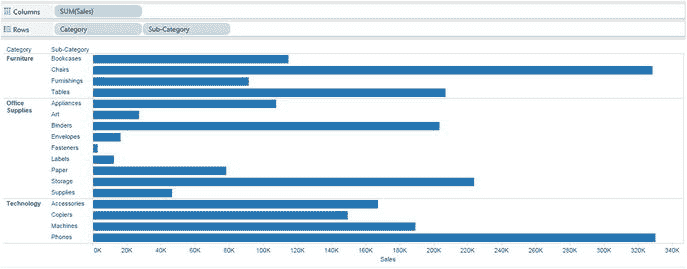 Columns SUM(Sales)
Rows Category Sub-Category
Category Sub-Category
Furniture Bookcases
Chairs
Furnishings
Tables
Office Supplies Appliances
Art
Binders
Envelopes
Fasteners
Labels
Paper
Storage
Supplies
Technology Accessories
Copiers
Machines
Phones
0K 20K 40K 60K 80K 100K 120K 140K 160K 180K 200K 220K 240K 260K 280K 300K 320K 340K
Sales